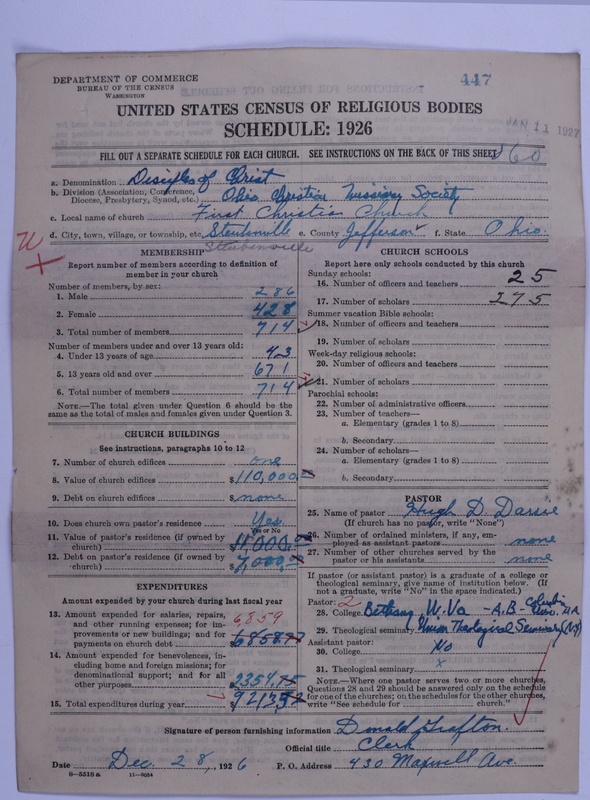 DEPARTMENT OF COMMERCE
BUREAU OF THE CENSUS
WASHINGTON
447
UNITED STATES CENSUS OF RELIGIOUS BODIES
JAN 11 1927
SCHEDULE: 1926
FILL OUT A SEPARATE SCHEDULE FOR EACH CHURCH. SEE INSTRUCTIONS ON THE BACK OF THIS SHEET
a. Denomination Disciples of Christ
b. Division (Association, Conference, Diocese, Presbytery, Synod, etc.) Ohio Christian Missionary Society
c. Local name of church First Christian Church
d. City, town, village, or township, etc. Steubenville e. County Jefferson f. State Ohio.
Steubenville
MEMBERSHIP
Report number of members according to definition of member in your church
Number of members, by sex:
1. Male 286
2. Female 428
3. Total number of members 714
Number of members under and over 13 years old:
4. Under 13 years of age 43
5. 13 years old and over 671
6. Total number of members 714
NOTE.—The total given under Question 6 should be the same as the total of males and females given under Question 3.
CHURCH BUILDINGS
See instructions, paragraphs 10 to 12
7. Number of church edifices one
8. Value of church edifices $110,000
9. Debt on church edifices $none
10. Does church own pastor's residence Yes
Yes or No
11. Value of pastor's residence (if owned by church) $11,000
12. Debt on pastor's residence (if owned by church) $7,000
EXPENDITURES
Amount expended by your church during last fiscal year
13. Amount expended for salaries, repairs, and other running expenses; for improvements or new buildings; and for payments on church debt 6859
6858.77
14. Amount expended for benevolences, including home and foreign missions; for denominational support; and for all other purposes 2354.75
15. Total expenditures during year $9213.52
CHURCH SCHOOLS
Report here only schools conducted by this church
Sunday schools:
16. Number of officers and teachers 25
17. Number of scholars 275
Summer vacation Bible schools:
18. Number of officers and teachers
19. Number of scholars
Week-day religious schools:
20. Number of officers and teachers
21. Number of scholars
Parochial schools:
22. Number of administrative officers
23. Number of teachers—
a. Elementary (grades 1 to 8)
b. Secondary
24. Number of scholars—
a. Elementary (grades 1 to 8)
b. Secondary
PASTOR
25. Name of pastor Hugh D. Darsie
(If church has no pastor, write "None")
26. Number of ordained ministers, if any, employed as assistant pastors none
27. Number of other churches served by the pastor or his assistants none
If pastor (or assistant pastor) is a graduate of a college or theological seminary, give name of institution below. (If not a graduate, write "No" in the space indicated.)
Pastor: 2
28. College Bethany W. Va - A.B - Columbia Univ. A.M
29. Theological seminary Union Theological Seminary (NY)
Assistant pastor:
30. College No
31. Theological seminary x
NOTE.—Where one pastor serves two or more churches, Questions 28 and 29 should be answered only on the schedule for one of the churches; on the schedules for the other churches, write "See schedule for church."
Signature of person furnishing information Donald Grafton
Official title Clerk
Date Dec. 28, 1926 P. O. Address 430 Maxwell Ave.
8—5518a 11—8684